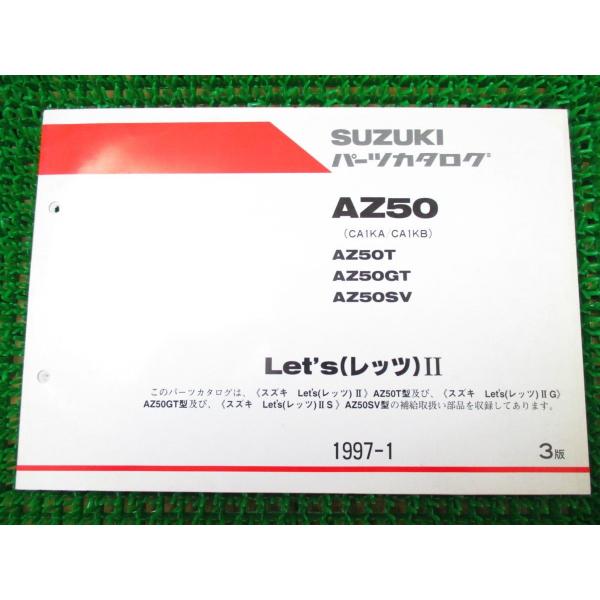 SUZUKI
パーツカタログ
AZ50
(CA1KA/CA1KB)
AZ50T
AZ50GT
AZ50SV
Let's(レッツ)II
このパーツカタログは、〈スズキ Let's(レッツ) II〉AZ50T型及び、〈スズキ Let's(レッツ)II G〉
AZ50GT型及び、〈スズキ Let's(レッツ)II S〉AZ50SV型の補給取扱い部品を収録してあります。
1997-1
3版